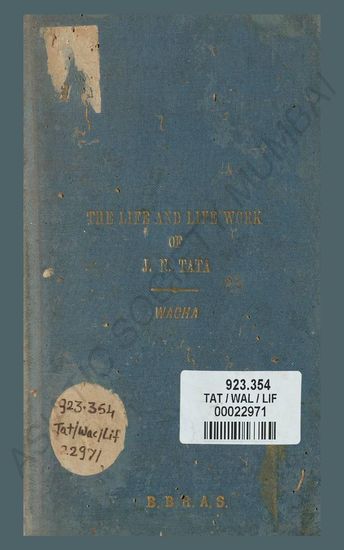 THE LIFE AND LIFE WORK
OF
J. N. TATA
WACHA
923.354
TAT / WAL / LIF
00022971
923.354
Tat/Wac/Lif
22971
B. B. R. A. S.
ASIATIC SOCIETY MUMBAI